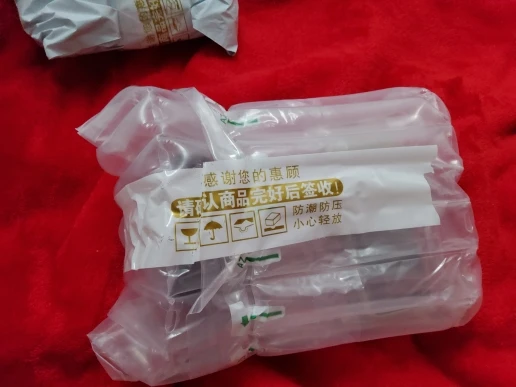 感谢您的惠顾
请确认商品完好后签收!
防潮防压
小心轻放